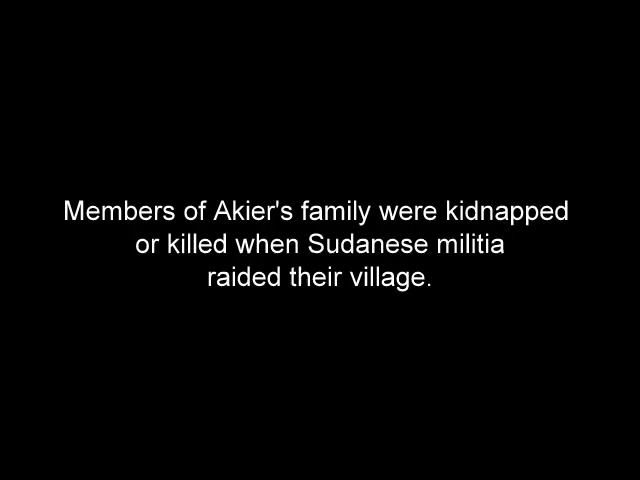 Members of Akier's family were kidnapped
or killed when Sudanese militia
raided their village.